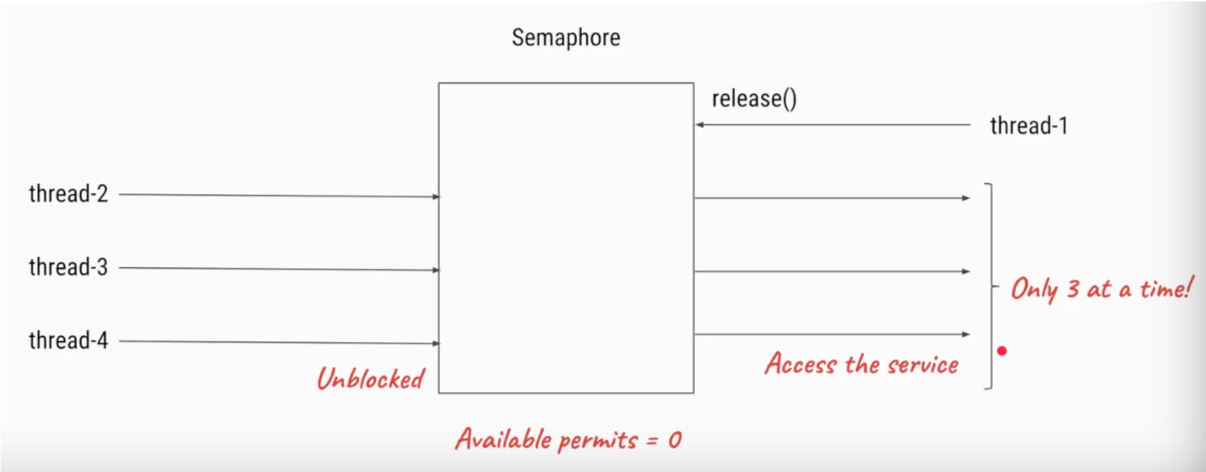 Semaphore
release()
thread-1
thread-2
thread-3
Only 3 at a time!
thread-4
Unblocked
Access the service
Available permits = 0